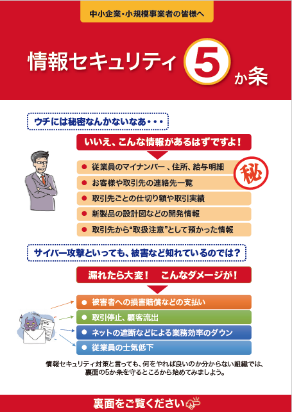 中小企業・小規模事業者の皆様へ
情報セキュリティ5か条
ウチには秘密なんかないなあ・・・
いいえ、こんな情報があるはずですよ！
● 従業員のマイナンバー、住所、給与明細
● お客様や取引先の連絡先一覧
● 取引先ごとの仕切り額や取引実績
● 新製品の設計図などの開発情報
● 取引先から“取扱注意”として預かった情報
㊙
サイバー攻撃といっても、被害など知れているのでは？
漏れたら大変！ こんなダメージが！
● 被害者への損害賠償などの支払い
● 取引停止、顧客流出
● ネットの遮断などによる業務効率のダウン
● 従業員の士気低下
情報セキュリティ対策と言っても、何をやれば良いのか分からない組織では、
裏面の5か条を守るところから始めてみましょう。
裏面をご覧ください